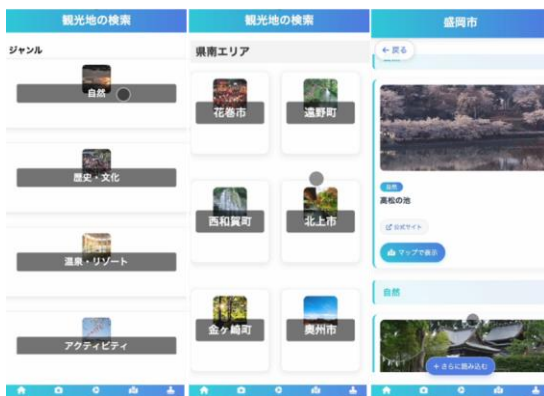 観光地の検索
ジャンル
自然
歴史・文化
温泉・リゾート
アクティビティ
観光地の検索
県南エリア
花巻市
遠野町
西和賀町
北上市
金ヶ崎町
奥州市
盛岡市
← 戻る
自然
高松の池
公式サイト
マップで表示
自然
+ さらに読み込む